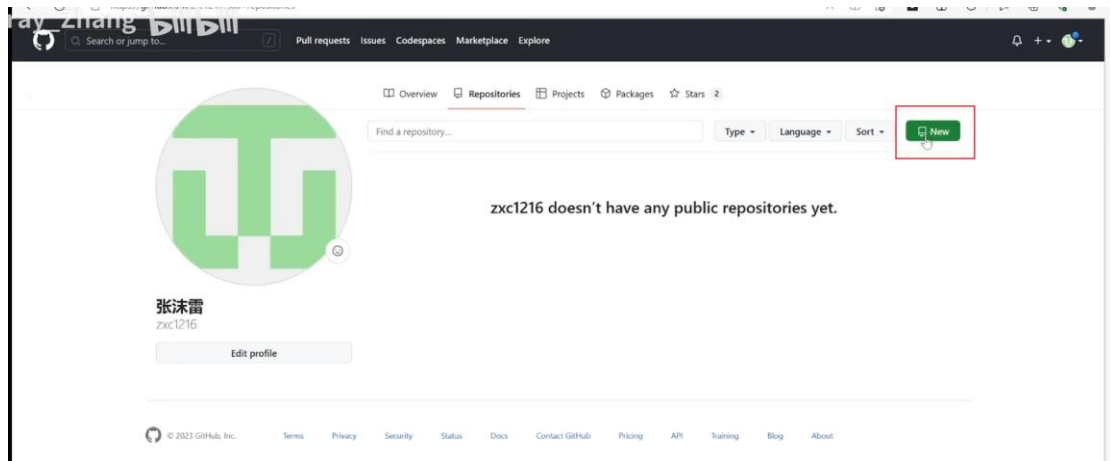 ray_Zhang bilibili
Search or jump to... / Pull requests Issues Codespaces Marketplace Explore
Overview Repositories Projects Packages Stars 2
Find a repository... Type Language Sort New
zxc1216 doesn't have any public repositories yet.
张沫雷
zxc1216
Edit profile
© 2023 GitHub, Inc. Terms Privacy Security Status Docs Contact GitHub Pricing API Training Blog About